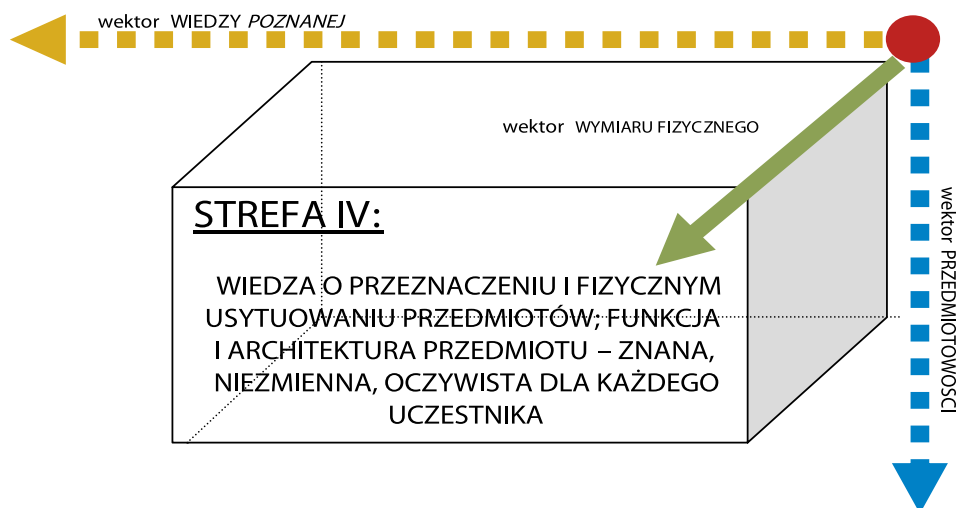 wektor WIEDZY POZNANEJ
wektor WYMIARU FIZYCZNEGO
STREFA IV:
WIEDZA O PRZEZNACZENIU I FIZYCZNYM
USYTUOWANIU PRZEDMIOTÓW; FUNKCJA
I ARCHITEKTURA PRZEDMIOTU – ZNANA,
NIEZMIENNA, OCZYWISTA DLA KAŻDEGO
UCZESTNIKA
wektor PRZEDMIOTOWOSCI